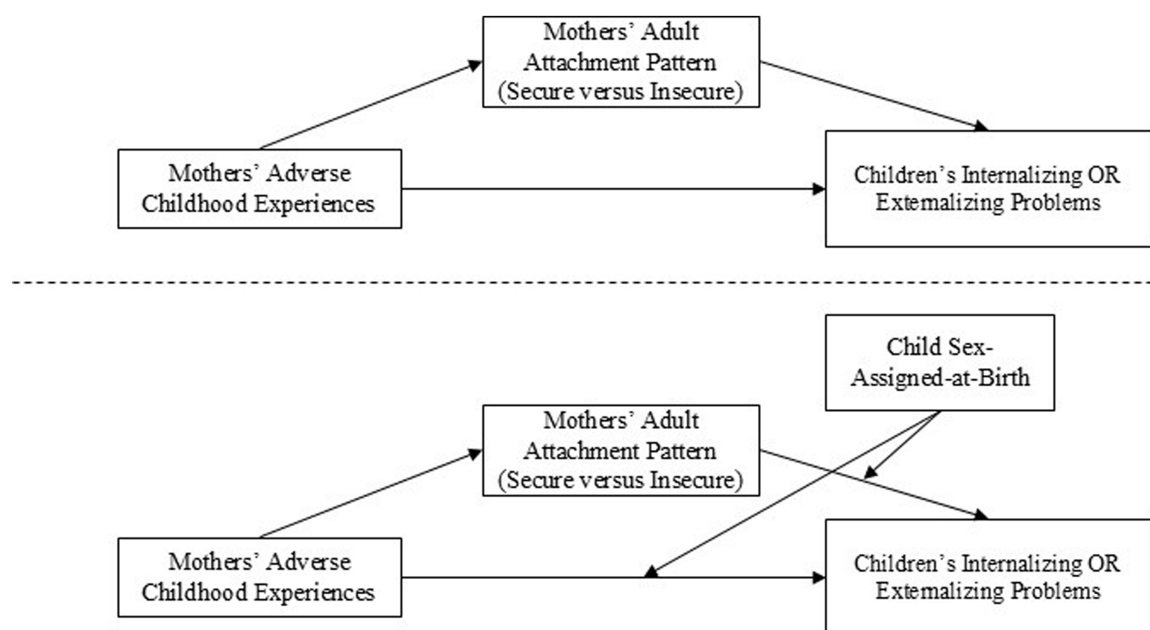 Mothers’ Adult
Attachment Pattern
(Secure versus Insecure)
Mothers’ Adverse
Childhood Experiences
Children’s Internalizing OR
Externalizing Problems
Child Sex-
Assigned-at-Birth
Mothers’ Adult
Attachment Pattern
(Secure versus Insecure)
Mothers’ Adverse
Childhood Experiences
Children’s Internalizing OR
Externalizing Problems